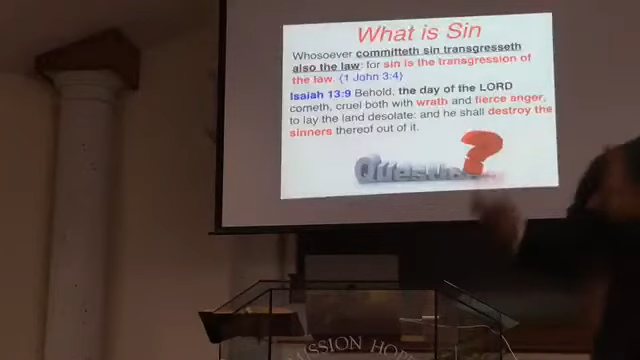 What is Sin
Whosoever committeth sin transgresseth
also the law: for sin is the transgression of
the law. (1 John 3:4)
Isaiah 13:9 Behold, the day of the LORD
cometh, cruel both with wrath and fierce anger,
to lay the land desolate: and he shall destroy the
sinners thereof out of it.
?